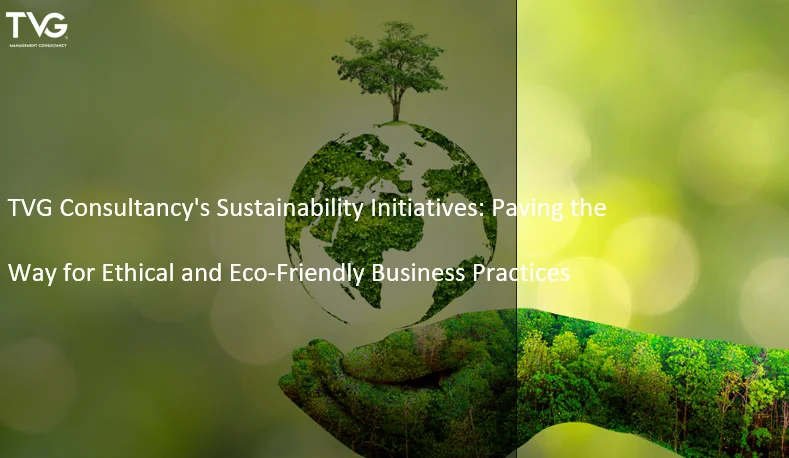 TVG
MANAGEMENT CONSULTANCY
TVG Consultancy's Sustainability Initiatives: Paving the
Way for Ethical and Eco-Friendly Business Practices